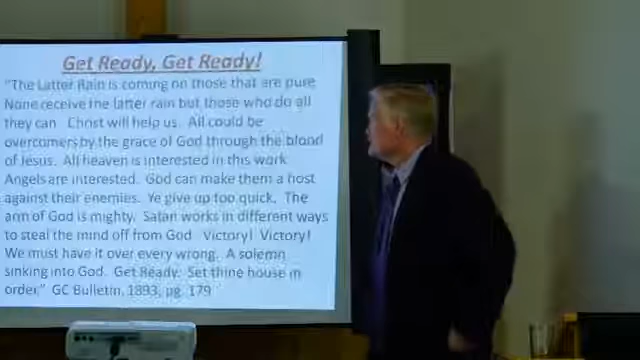 Get Ready, Get Ready!
"The Latter Rain is coming on those that are pure
None receive the latter rain but those who do all
they can Christ will help us. All could be
overcomers by the grace of God through the blood
of Jesus. All heaven is interested in this work
Angels are interested. God can make them a host
against their enemies. Ye give up too quick. The
arm of God is mighty. Satan works in different ways
to steal the mind off from God Victory! Victory!
We must have it over every wrong. A solemn
sinking into God. Get Ready. Set thine house in
order." GC Bulletin, 1893, pg. 179